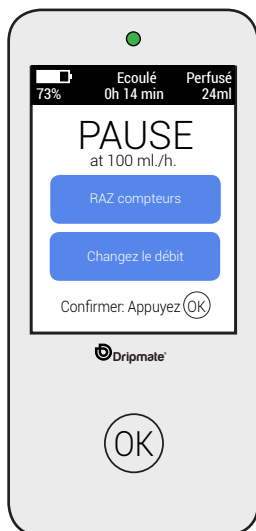 Ecoulé Perfusé
73% 0h 14 min 24ml
PAUSE
at 100 ml./h.
RAZ compteurs
Changez le débit
Confirmer: Appuyez OK
Dripmate®
OK